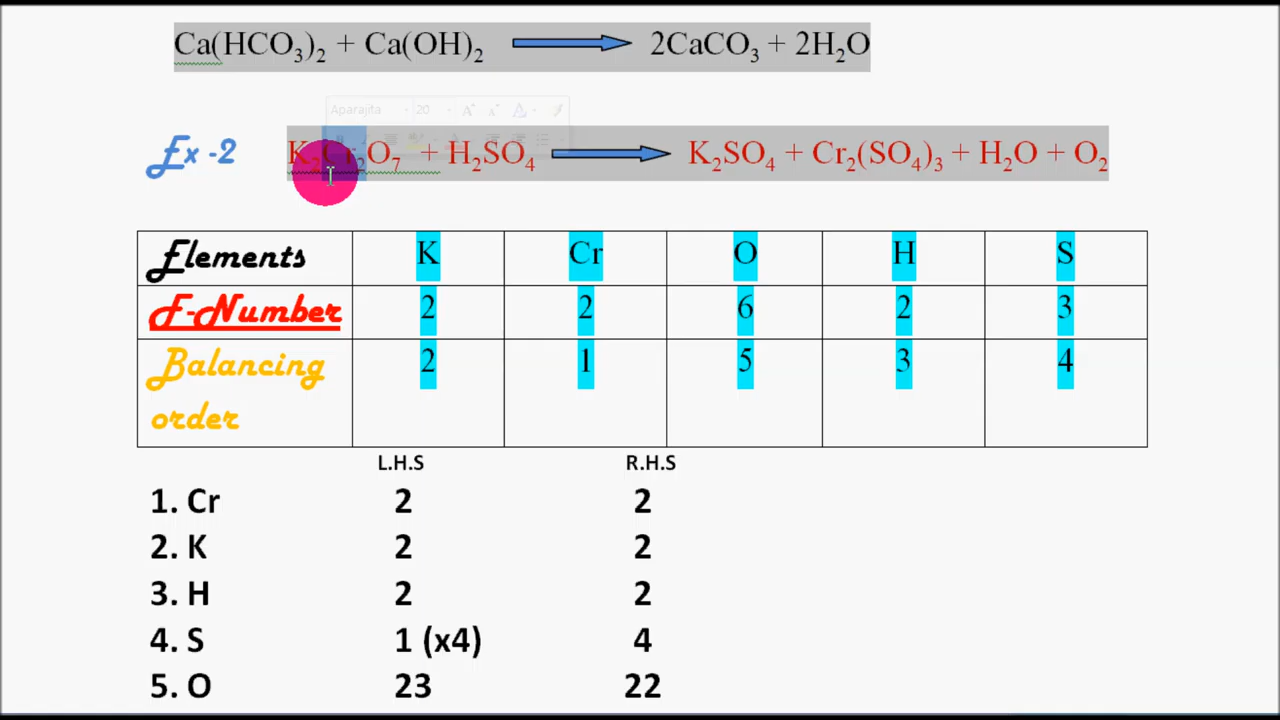 Ca(HCO₃)₂ + Ca(OH)₂ → 2CaCO₃ + 2H₂O
Aparajita 20
Ex -2 K₂Cr₂O₇ + H₂SO₄ → K₂SO₄ + Cr₂(SO₄)₃ + H₂O + O₂
Elements K Cr O H S
F-Number 2 2 6 2 3
Balancing order 2 1 5 3 4
L.H.S R.H.S
1. Cr 2 2
2. K 2 2
3. H 2 2
4. S 1 (x4) 4
5. O 23 22